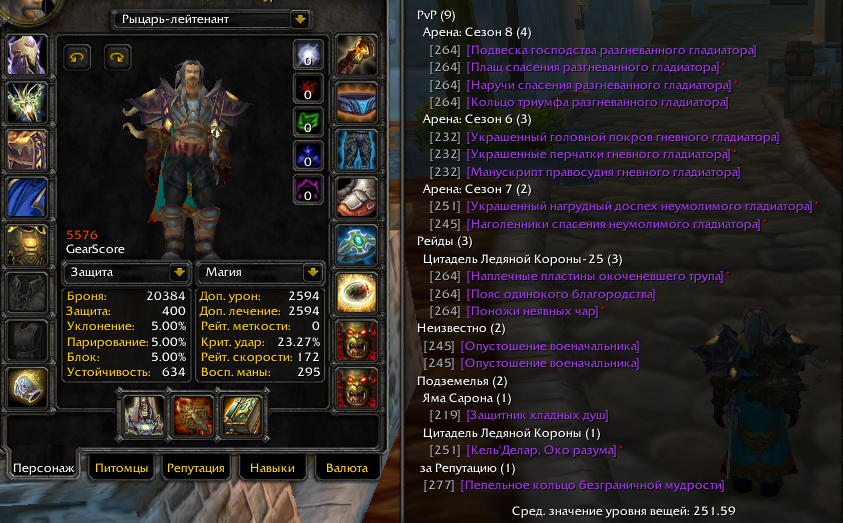 Рыцарь-лейтенант
0
0
0
0
0
5576
GearScore
Защита
Магия
Броня: 20384
Защита: 400
Уклонение: 5.00%
Парирование: 5.00%
Блок: 5.00%
Устойчивость: 634
Доп. урон: 2594
Доп. лечение: 2594
Рейт. меткости: 0
Крит. удар: 23.27%
Рейт. скорости: 172
Восп. маны: 295
Персонаж
Питомцы
Репутация
Навыки
Валюта
PvP (9)
Арена: Сезон 8 (4)
[264] [Подвеска господства разгневанного гладиатора]
[264] [Плащ спасения разгневанного гладиатора]*
[264] [Наручи спасения разгневанного гладиатора]*
[264] [Кольцо триумфа разгневанного гладиатора]
Арена: Сезон 6 (3)
[232] [Украшенный головной покров гневного гладиатора]
[232] [Украшенные перчатки гневного гладиатора]*
[232] [Манускрипт правосудия гневного гладиатора]
Арена: Сезон 7 (2)
[251] [Украшенный нагрудный доспех неумолимого гладиатора]*
[245] [Наголенники спасения неумолимого гладиатора]*
Рейды (3)
Цитадель Ледяной Короны-25 (3)
[264] [Наплечные пластины окоченевшего трупа]*
[264] [Пояс одинокого благородства]
[264] [Поножи неявных чар]*
Неизвестно (2)
[245] [Опустошение военачальника]
[245] [Опустошение военачальника]
Подземелья (2)
Яма Сарона (1)
[219] [Защитник хладных душ]
Цитадель Ледяной Короны (1)
[251] [Кель'Делар, Око разума]*
за Репутацию (1)
[277] [Пепельное кольцо безграничной мудрости]
Сред. значение уровня вещей: 251.59